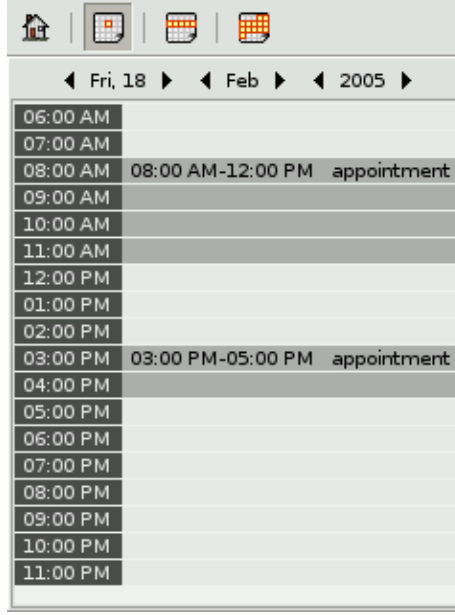 Fri, 18 Feb 2005
06:00 AM
07:00 AM
08:00 AM 08:00 AM-12:00 PM appointment
09:00 AM
10:00 AM
11:00 AM
12:00 PM
01:00 PM
02:00 PM
03:00 PM 03:00 PM-05:00 PM appointment
04:00 PM
05:00 PM
06:00 PM
07:00 PM
08:00 PM
09:00 PM
10:00 PM
11:00 PM